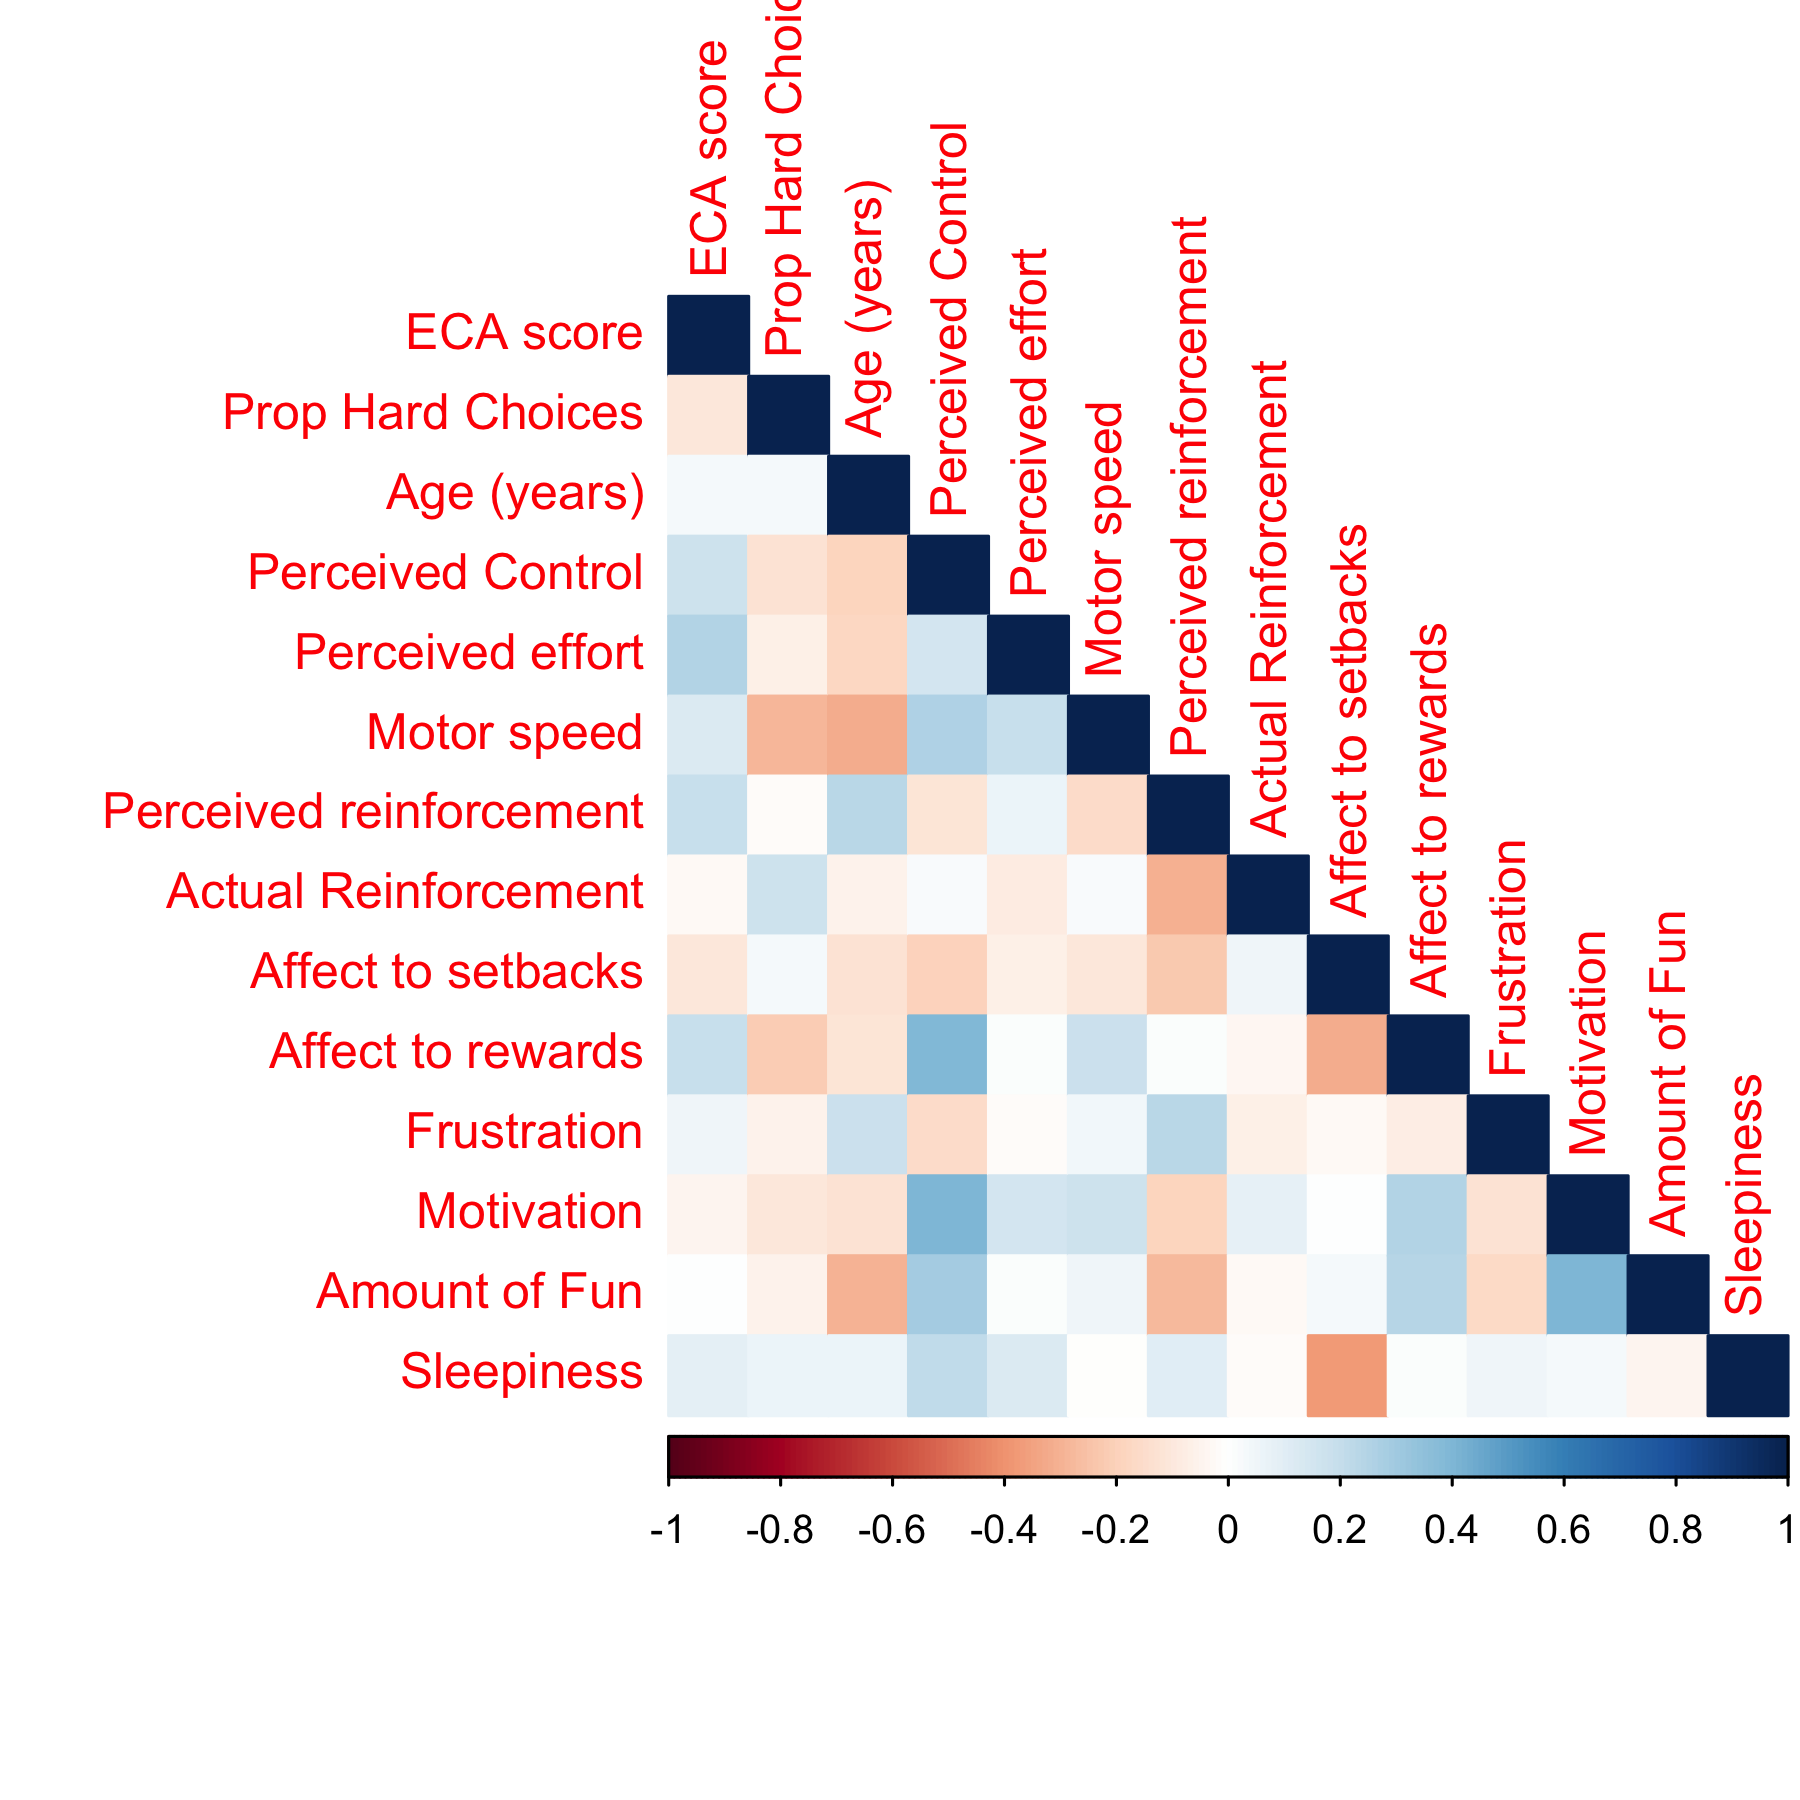 ECA score
Prop Hard Choic
Age (years)
Perceived Control
Perceived effort
Motor speed
Perceived reinforcement
Actual Reinforcement
Affect to setbacks
Affect to rewards
Frustration
Motivation
Amount of Fun
Sleepiness
ECA score
Prop Hard Choices
Age (years)
Perceived Control
Perceived effort
Motor speed
Perceived reinforcement
Actual Reinforcement
Affect to setbacks
Affect to rewards
Frustration
Motivation
Amount of Fun
Sleepiness
-1 -0.8 -0.6 -0.4 -0.2 0 0.2 0.4 0.6 0.8 1